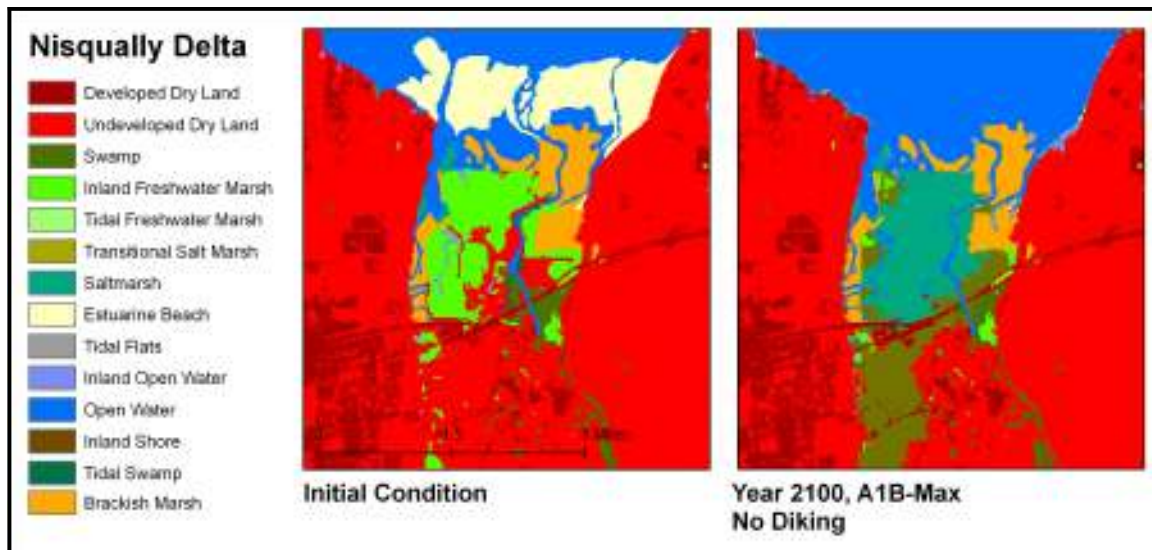 Nisqually Delta
Developed Dry Land
Undeveloped Dry Land
Swamp
Inland Freshwater Marsh
Tidal Freshwater Marsh
Transitional Salt Marsh
Saltmarsh
Estuarine Beach
Tidal Flats
Inland Open Water
Open Water
Inland Shore
Tidal Swamp
Brackish Marsh
Initial Condition
Year 2100, A1B-Max
No Diking